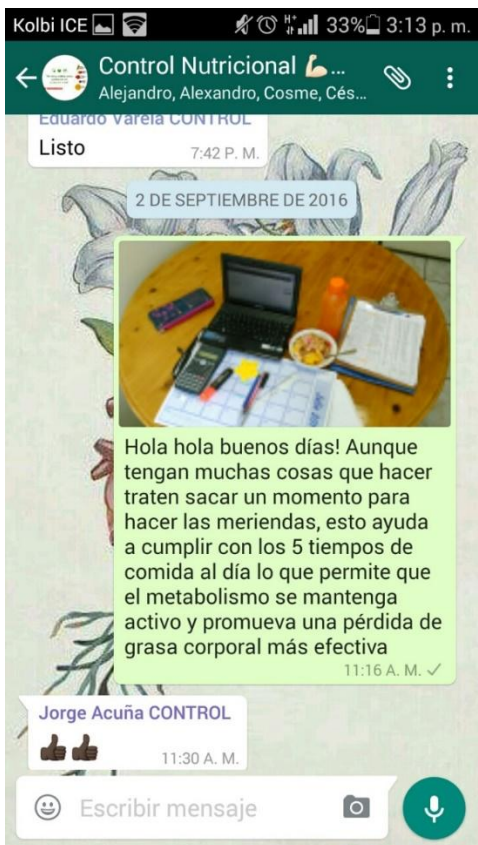 Kolbi ICE 33% 3:13 p. m.
Control Nutricional 💪🏻...
Alejandro, Alexandro, Cosme, Cés...
Eduardo Varela CONTROL
Listo
7:42 P. M.
2 DE SEPTIEMBRE DE 2016
Hola hola buenos días! Aunque
tengan muchas cosas que hacer
traten sacar un momento para
hacer las meriendas, esto ayuda
a cumplir con los 5 tiempos de
comida al día lo que permite que
el metabolismo se mantenga
activo y promueva una pérdida de
grasa corporal más efectiva
11:16 A. M.
Jorge Acuña CONTROL
👍🏿👍🏿
11:30 A. M.
Escribir mensaje